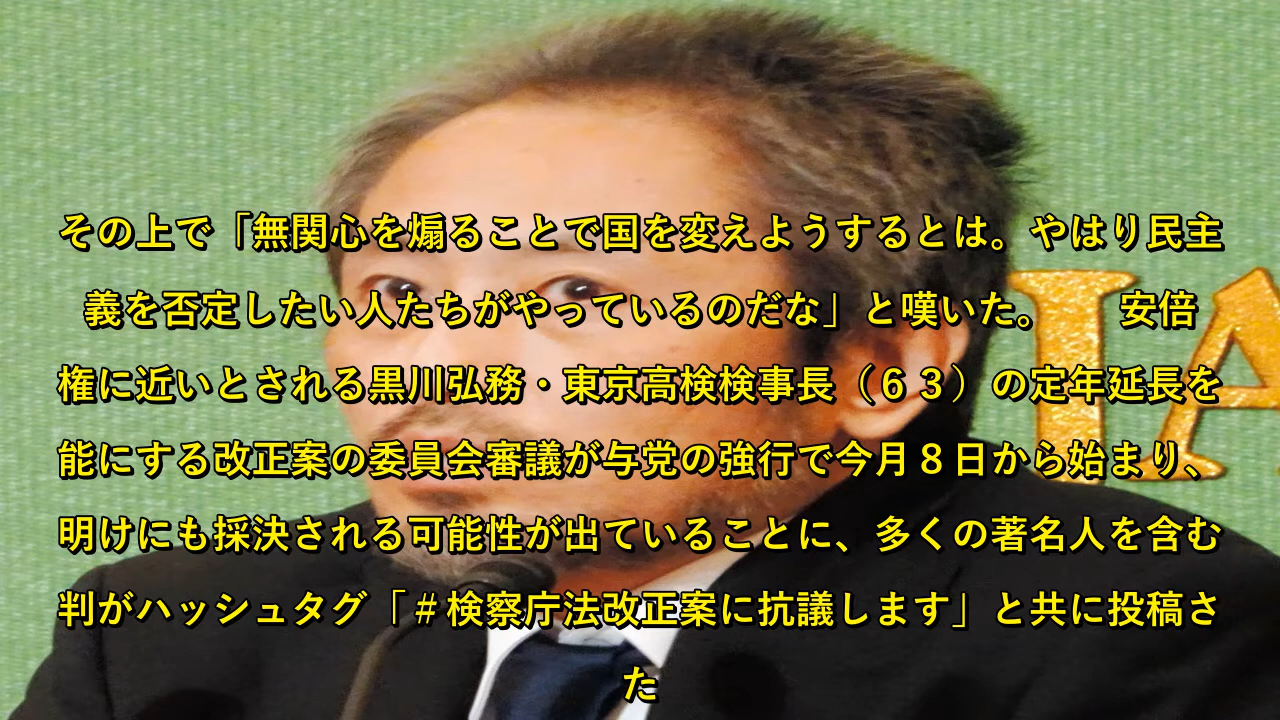 その上で「無関心を煽ることで国を変えようするとは。やはり民主
義を否定したい人たちがやっているのだな」と嘆いた。　　安倍
権に近いとされる黒川弘務・東京高検検事長（６３）の定年延長を
能にする改正案の委員会審議が与党の強行で今月８日から始まり、
明けにも採決される可能性が出ていることに、多くの著名人を含む
判がハッシュタグ「＃検察庁法改正案に抗議します」と共に投稿さ
た
IA